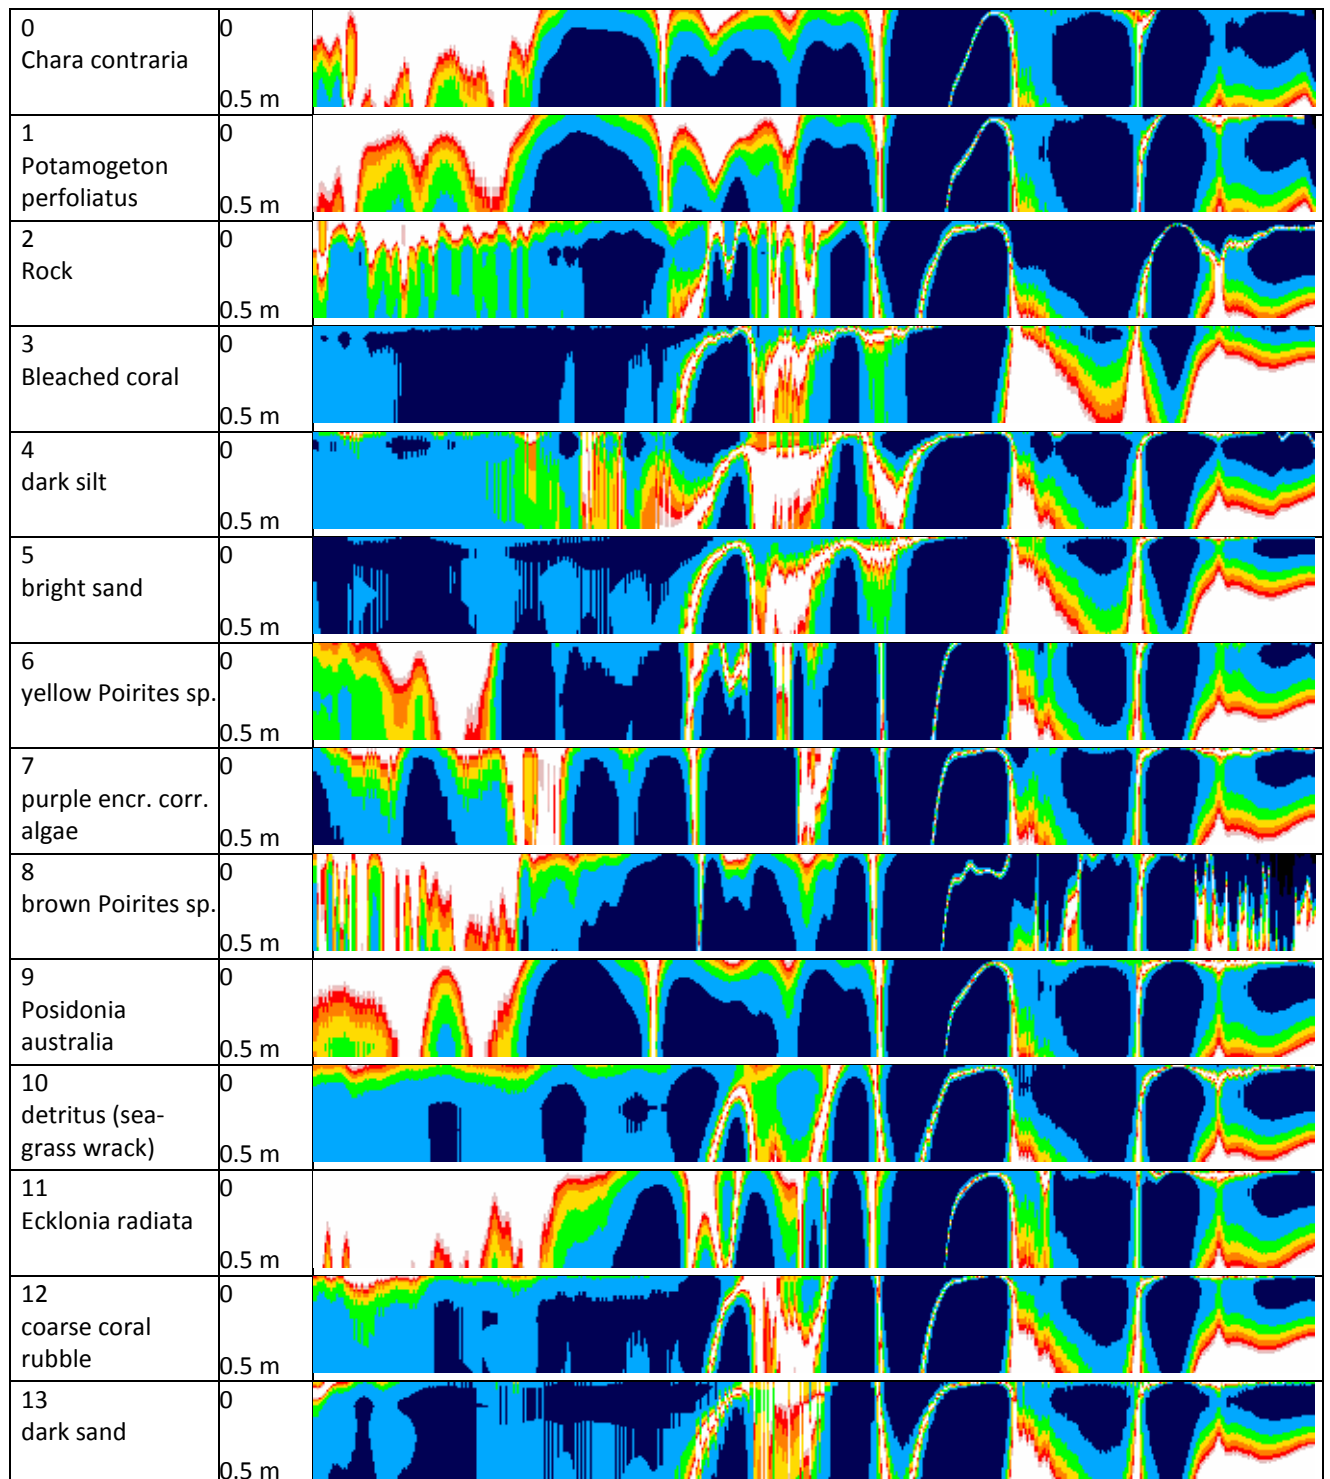 0
Chara contraria
0
0.5 m
1
Potamogeton
perfoliatus
0
0.5 m
2
Rock
0
0.5 m
3
Bleached coral
0
0.5 m
4
dark silt
0
0.5 m
5
bright sand
0
0.5 m
6
yellow Poirites sp.
0
0.5 m
7
purple encr. corr.
algae
0
0.5 m
8
brown Poirites sp.
0
0.5 m
9
Posidonia
australia
0
0.5 m
10
detritus (sea-
grass wrack)
0
0.5 m
11
Ecklonia radiata
0
0.5 m
12
coarse coral
rubble
0
0.5 m
13
dark sand
0
0.5 m